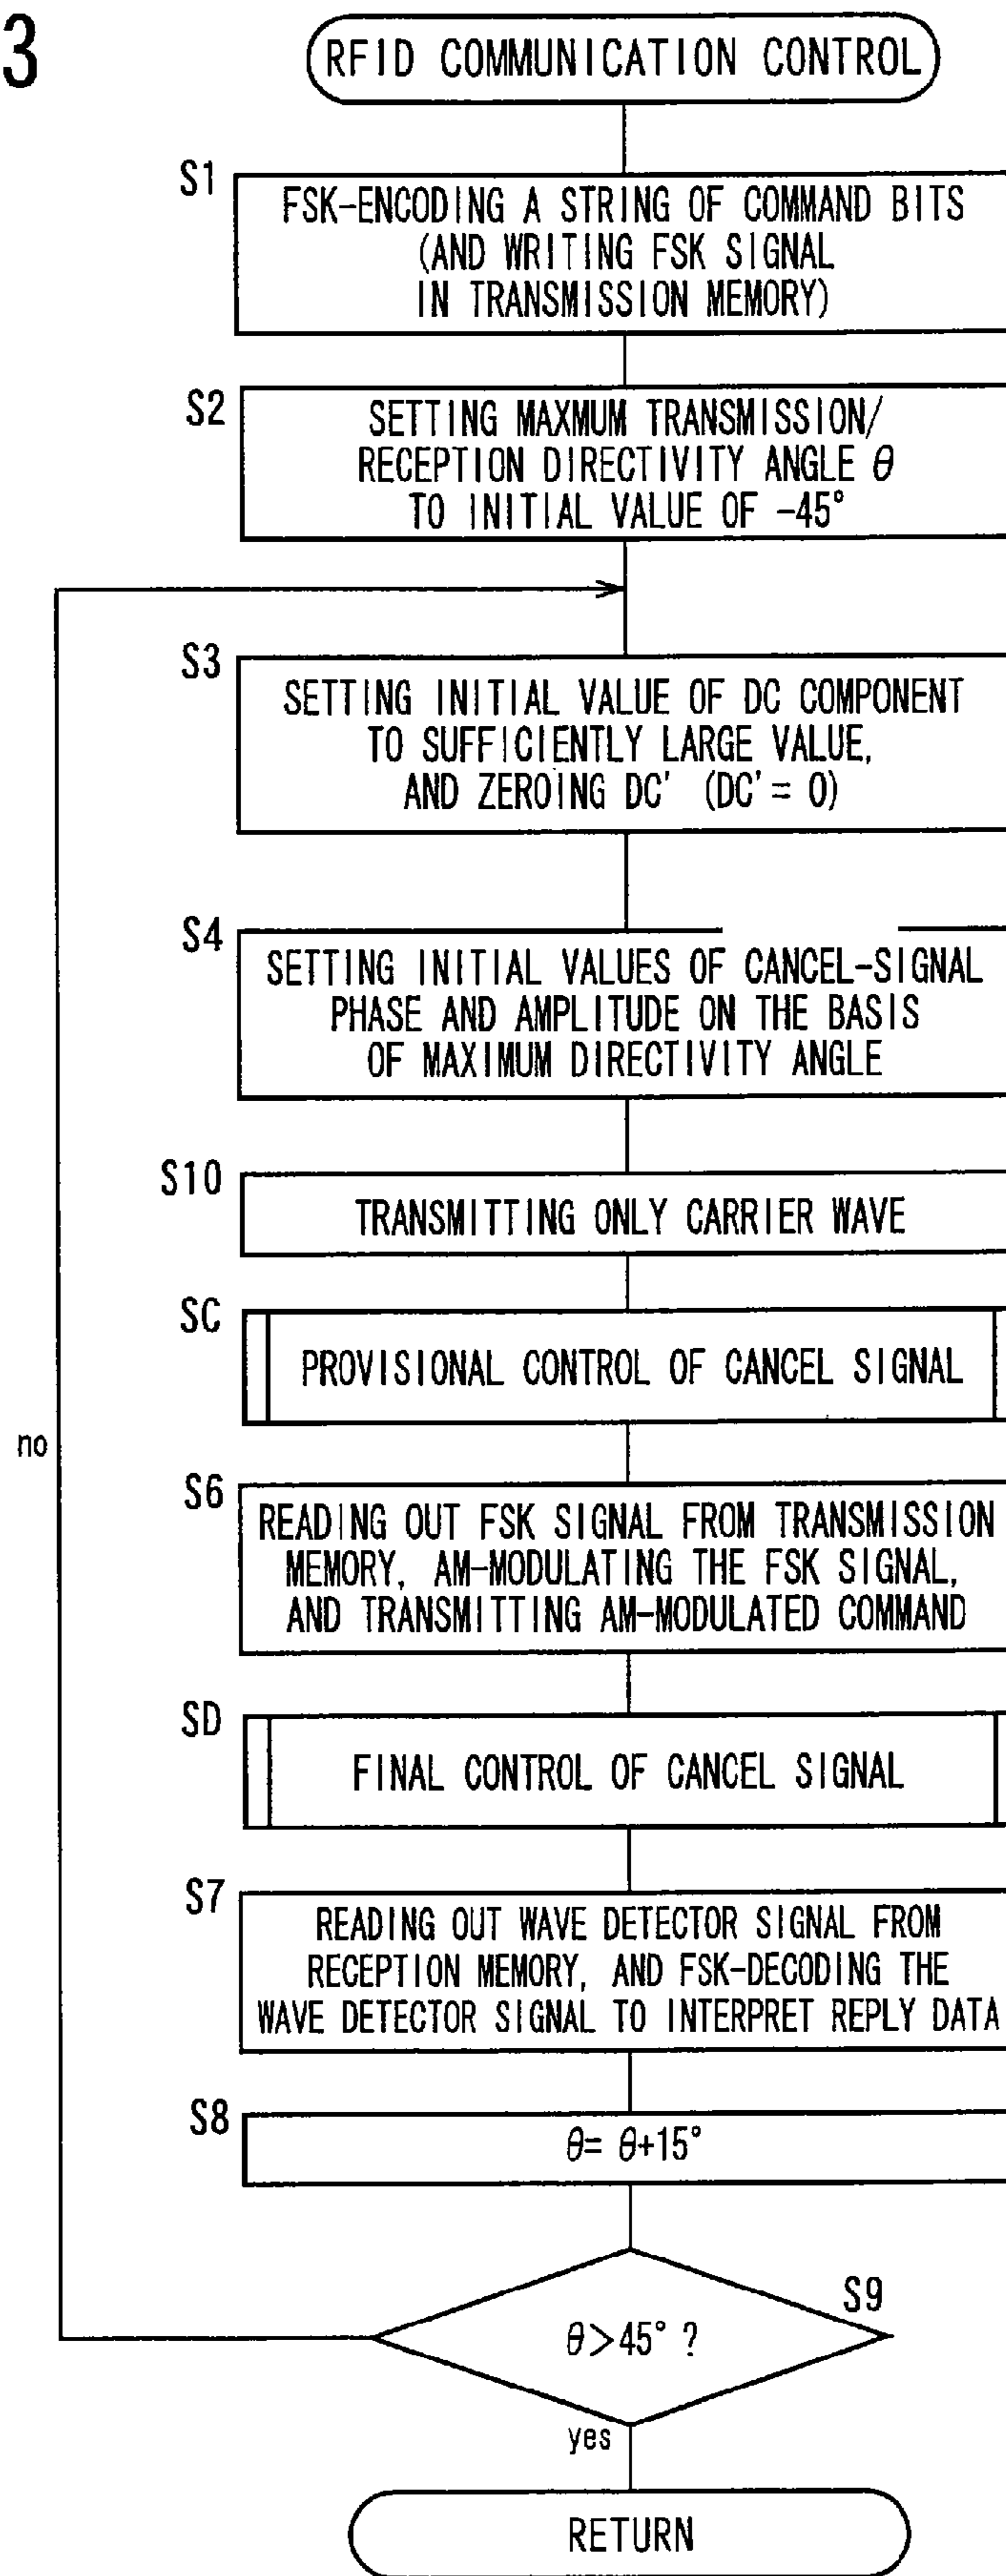 3
RFID COMMUNICATION CONTROL
S1
FSK-ENCODING A STRING OF COMMAND BITS
(AND WRITING FSK SIGNAL
IN TRANSMISSION MEMORY)
S2
SETTING MAXMUM TRANSMISSION/
RECEPTION DIRECTIVITY ANGLE θ
TO INITIAL VALUE OF -45°
S3
SETTING INITIAL VALUE OF DC COMPONENT
TO SUFFICIENTLY LARGE VALUE,
AND ZEROING DC' (DC' = 0)
S4
SETTING INITIAL VALUES OF CANCEL-SIGNAL
PHASE AND AMPLITUDE ON THE BASIS
OF MAXIMUM DIRECTIVITY ANGLE
S10
TRANSMITTING ONLY CARRIER WAVE
SC
PROVISIONAL CONTROL OF CANCEL SIGNAL
no
S6
READING OUT FSK SIGNAL FROM TRANSMISSION
MEMORY, AM-MODULATING THE FSK SIGNAL,
AND TRANSMITTING AM-MODULATED COMMAND
SD
FINAL CONTROL OF CANCEL SIGNAL
S7
READING OUT WAVE DETECTOR SIGNAL FROM
RECEPTION MEMORY, AND FSK-DECODING THE
WAVE DETECTOR SIGNAL TO INTERPRET REPLY DATA
S8
θ= θ+15°
S9
θ>45° ?
yes
RETURN